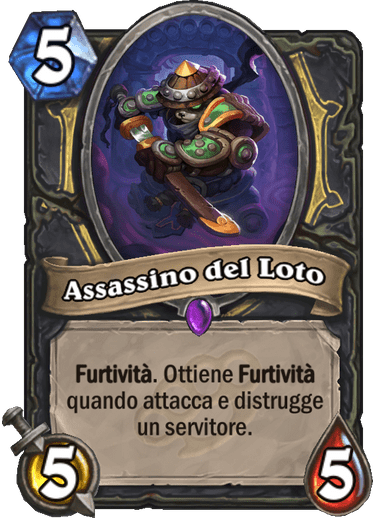 5
Assassino del Loto
Furtività. Ottiene Furtività
quando attacca e distrugge
un servitore.
5
5